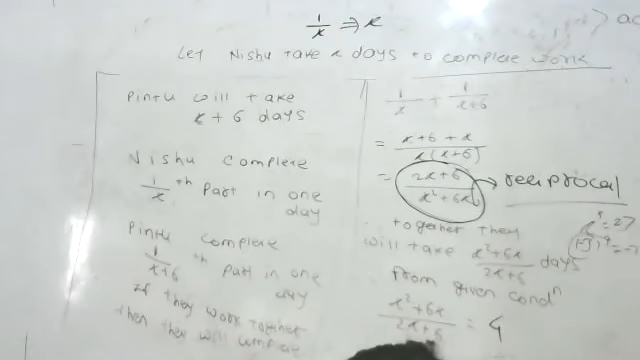 1/x ⇒ x
Let Nishu take x days to complete work
Pintu will take
x + 6 days
Nishu complete
1/x th part in one
day
Pintu complete
1/x+6 th part in one
day
if they work together
then they will complete
1/x + 1/x+6
= x+6+x / x(x+6)
= 2x+6 / x²+6x → reciprocal
together they
will take x²+6x / 2x+6 days
From given condⁿ
x²+6x / 2x+6 = 4